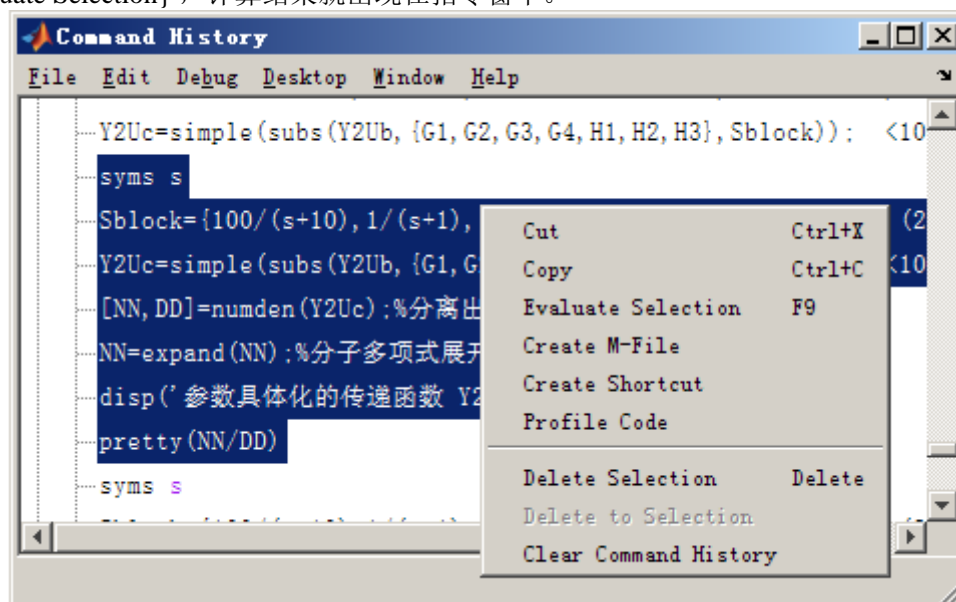 uate Selection}，计算结果就出现在指令窗中。
Command History
File Edit Debug Desktop Window Help
Y2Uc=simple(subs(Y2Ub,{G1,G2,G3,G4,H1,H2,H3},Sblock)); <10
syms s
Sblock={100/(s+10),1/(s+1), (2
Y2Uc=simple(subs(Y2Ub,{G1,G <10
[NN,DD]=numden(Y2Uc);%分离出
NN=expand(NN);%分子多项式展开
disp('参数具体化的传递函数 Y2
pretty(NN/DD)
syms s
Cut Ctrl+X
Copy Ctrl+C
Evaluate Selection F9
Create M-File
Create Shortcut
Profile Code
Delete Selection Delete
Delete to Selection
Clear Command History